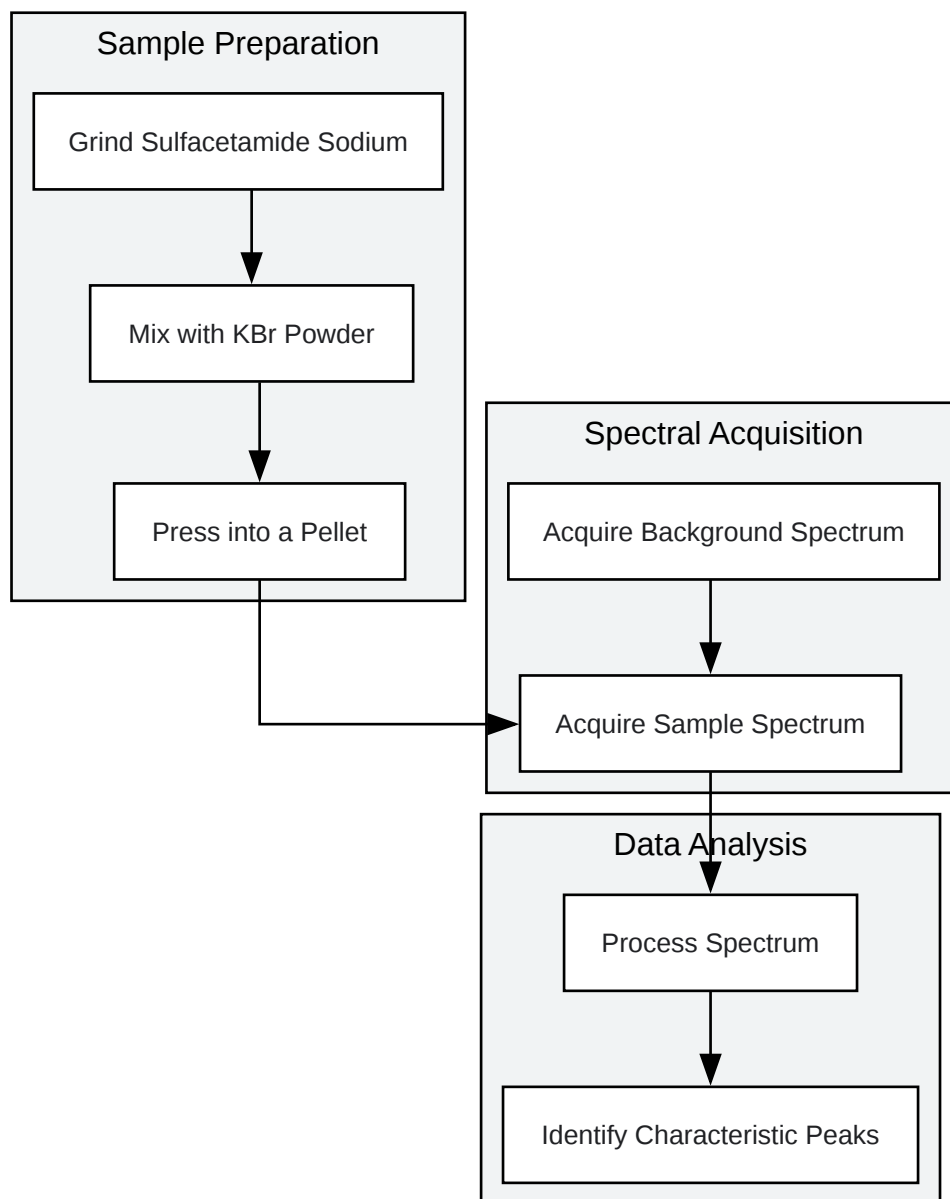 Sample Preparation
Grind Sulfacetamide Sodium
Mix with KBr Powder
Press into a Pellet
Spectral Acquisition
Acquire Background Spectrum
Acquire Sample Spectrum
Data Analysis
Process Spectrum
Identify Characteristic Peaks